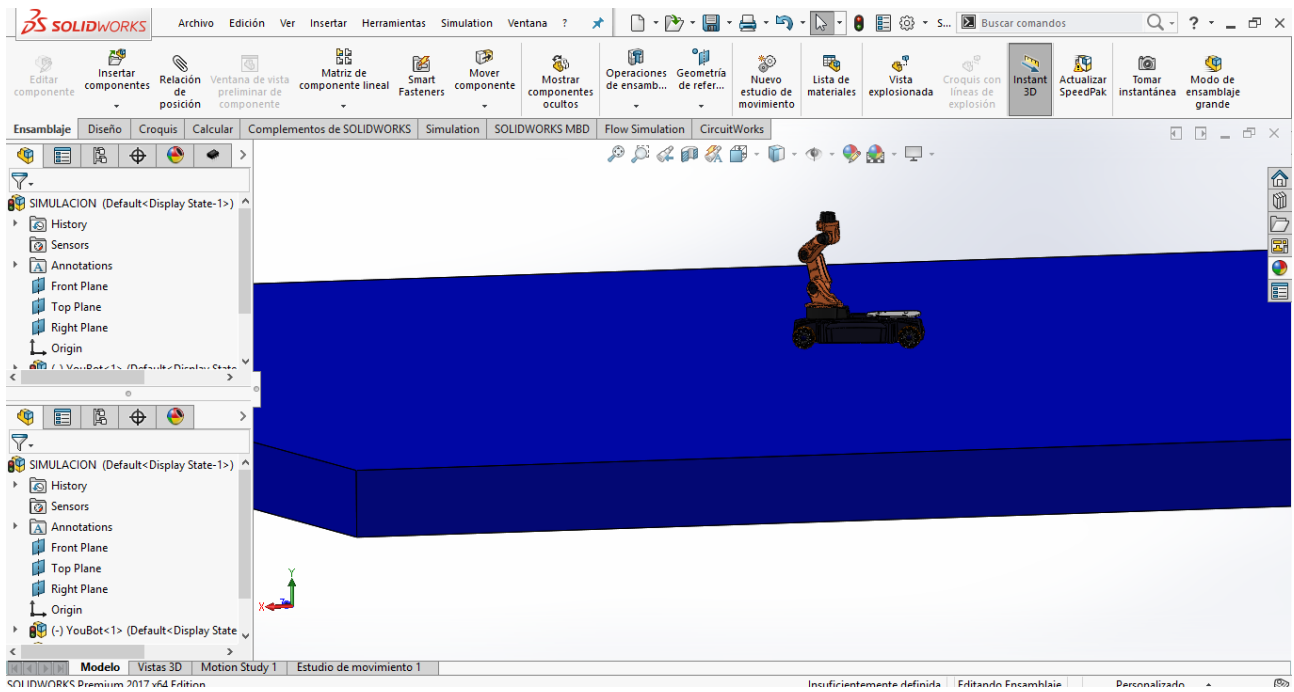 SOLIDWORKS Archivo Edición Ver Insertar Herramientas Simulation Ventana ? S... Buscar comandos ?
Editar componente
Insertar componentes
Relación de posición
Ventana de vista preliminar de componente
Matriz de componente lineal
Smart Fasteners
Mover componente
Mostrar componentes ocultos
Operaciones de ensamb...
Geometría de refer...
Nuevo estudio de movimiento
Lista de materiales
Vista explosionada
Croquis con líneas de explosión
Instant 3D
Actualizar SpeedPak
Tomar instantánea
Modo de ensamblaje grande
Ensamblaje Diseño Croquis Calcular Complementos de SOLIDWORKS Simulation SOLIDWORKS MBD Flow Simulation CircuitWorks
SIMULACION (Default<Display State-1>)
History
Sensors
Annotations
Front Plane
Top Plane
Right Plane
Origin
(-) YouBot<1> (Default<Display State
SIMULACION (Default<Display State-1>)
History
Sensors
Annotations
Front Plane
Top Plane
Right Plane
Origin
(-) YouBot<1> (Default<Display State
Y
X
Modelo Vistas 3D Motion Study 1 Estudio de movimiento 1
SOLIDWORKS Premium 2017 x64 Edition Insuficientemente definida Editando Ensamblaje Personalizado